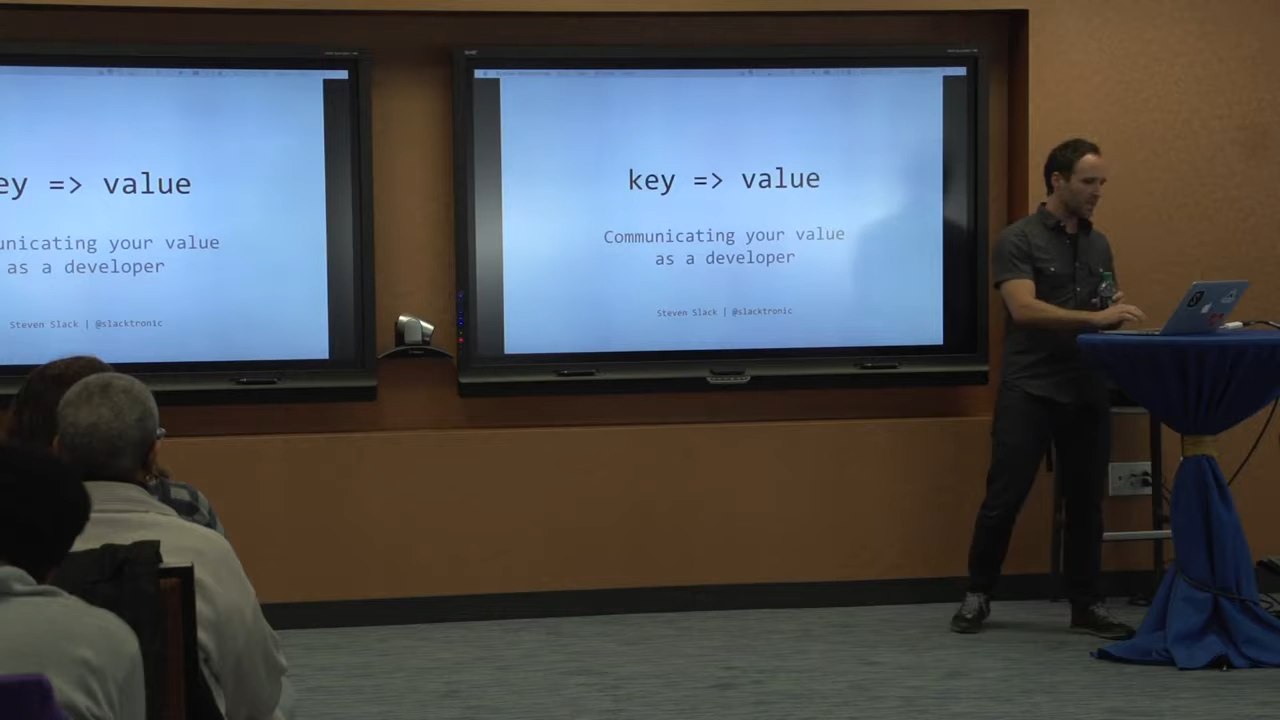 ey => value
unicating your value
as a developer
Steven Slack | @slacktronic
key => value
Communicating your value
as a developer
Steven Slack | @slacktronic